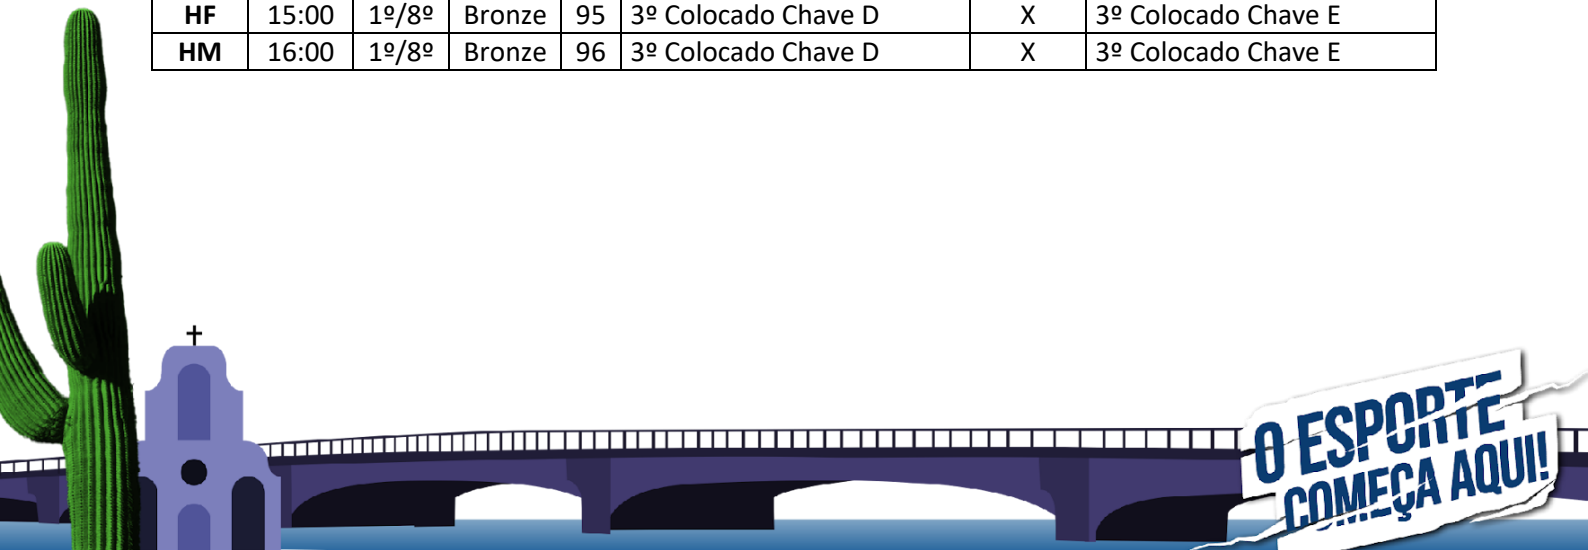 HF 15:00 1º/8º Bronze 95 3º Colocado Chave D X 3º Colocado Chave E
HM 16:00 1º/8º Bronze 96 3º Colocado Chave D X 3º Colocado Chave E
O ESPORTE
COMEÇA AQUI!